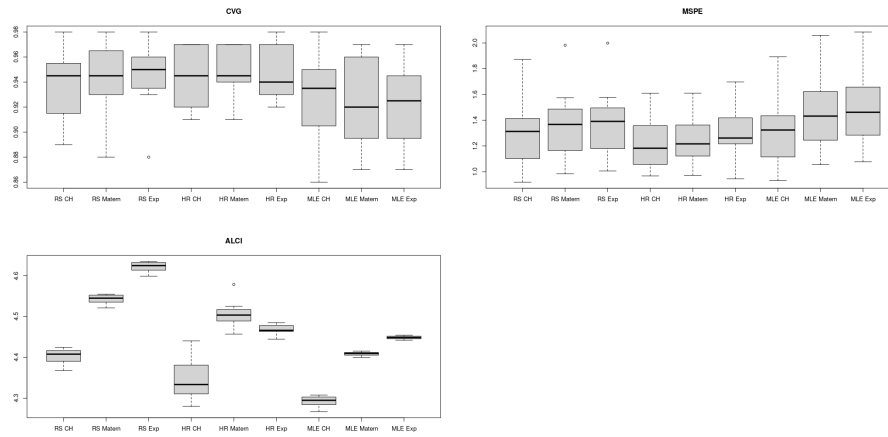 CVG
0.98
0.96
0.94
0.92
0.90
0.88
0.86
RS CH RS Matern RS Exp HR CH HR Matern HR Exp MLE CH MLE Matern MLE Exp
MSPE
2.0
1.8
1.6
1.4
1.2
1.0
RS CH RS Matern RS Exp HR CH HR Matern HR Exp MLE CH MLE Matern MLE Exp
ALCI
4.6
4.5
4.4
4.3
RS CH RS Matern RS Exp HR CH HR Matern HR Exp MLE CH MLE Matern MLE Exp